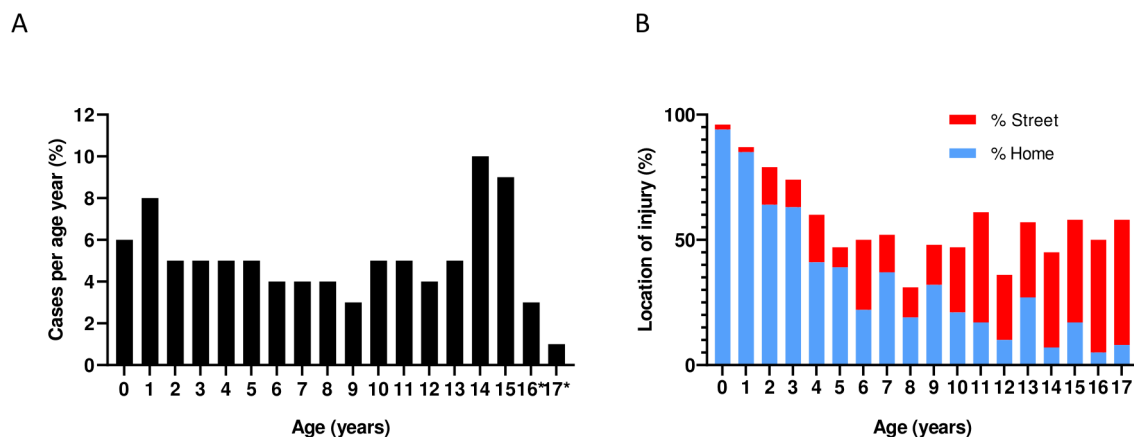 A
Cases per age year (%)
12
10
8
6
4
2
0
0 1 2 3 4 5 6 7 8 9 10 11 12 13 14 15 16* 17*
Age (years)
B
Location of injury (%)
100
50
0
% Street
% Home
0 1 2 3 4 5 6 7 8 9 10 11 12 13 14 15 16 17
Age (years)